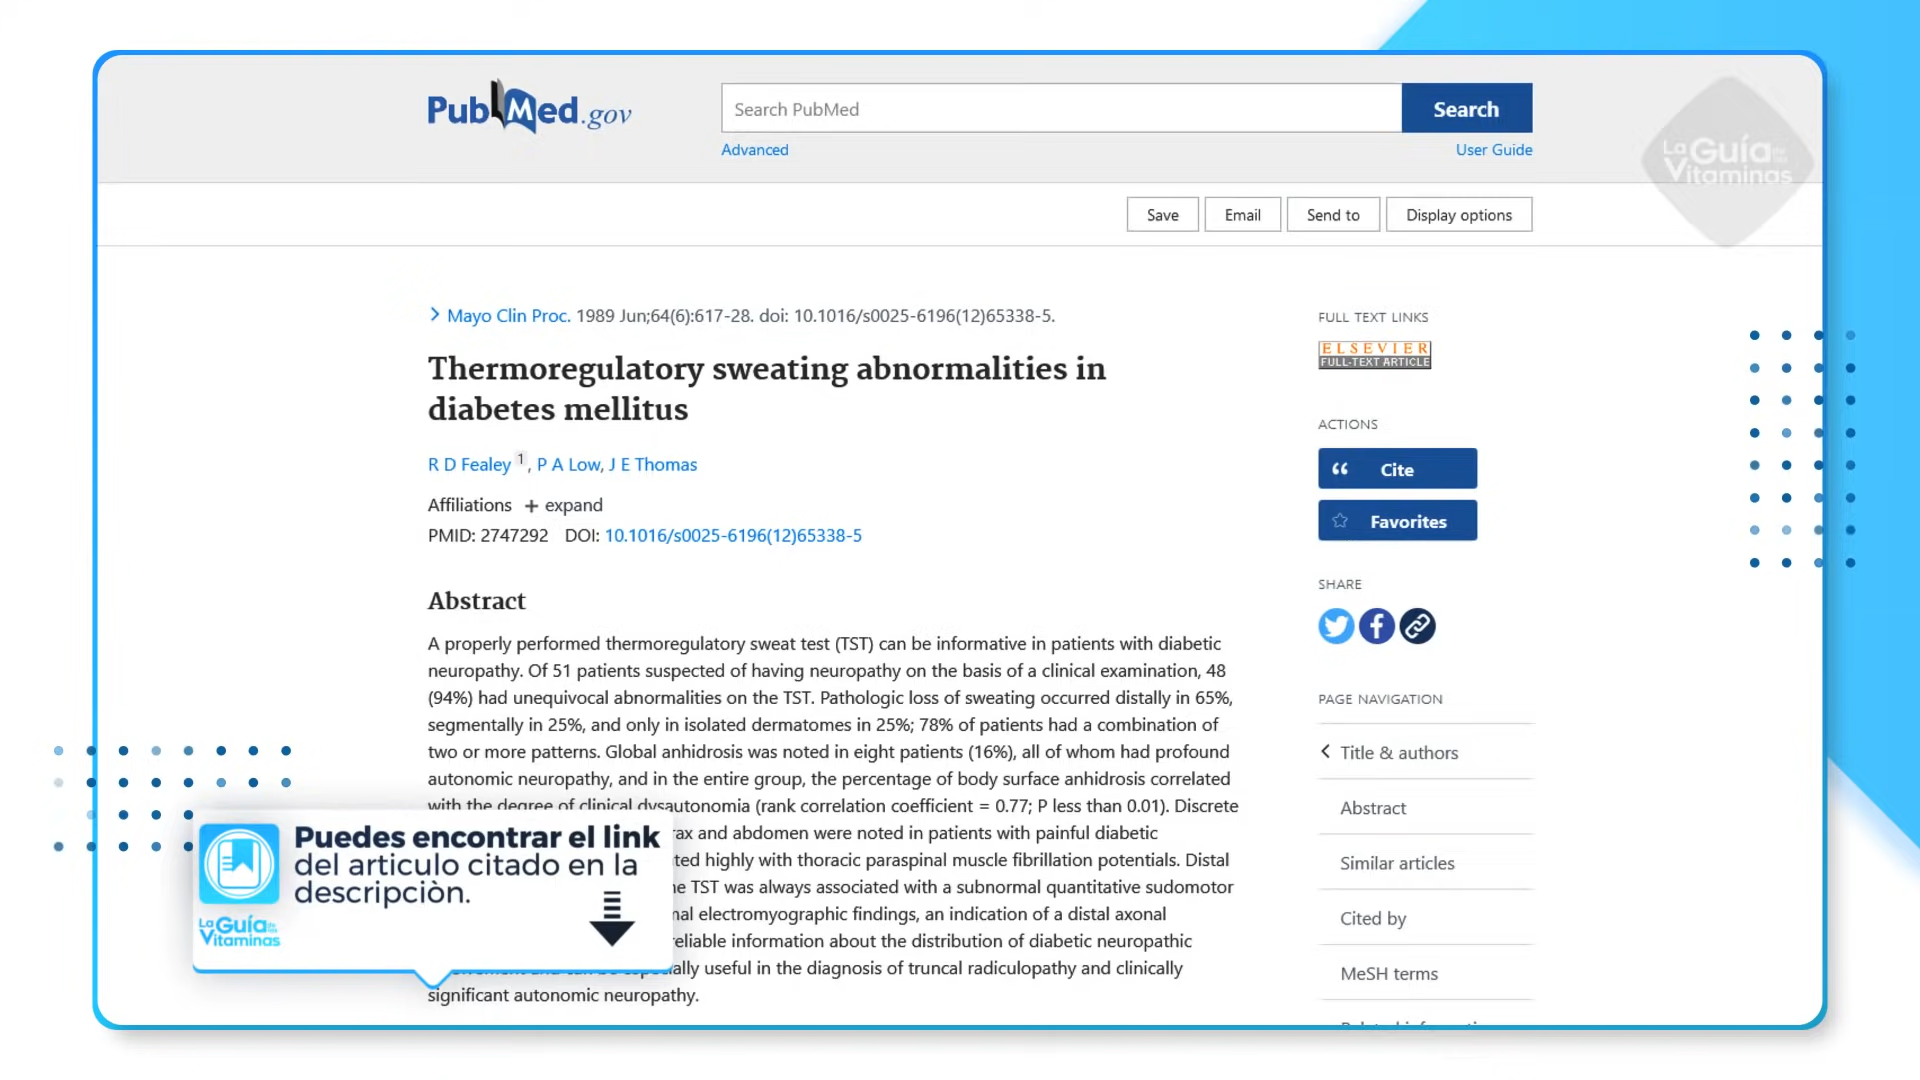 PubMed.gov
Search PubMed
Search
Advanced
User Guide
La Guía de las Vitaminas
Save
Email
Send to
Display options
Mayo Clin Proc. 1989 Jun;64(6):617-28. doi: 10.1016/s0025-6196(12)65338-5.
Thermoregulatory sweating abnormalities in
diabetes mellitus
R D Fealey 1, P A Low, J E Thomas
Affiliations + expand
PMID: 2747292 DOI: 10.1016/s0025-6196(12)65338-5
Abstract
A properly performed thermoregulatory sweat test (TST) can be informative in patients with diabetic
neuropathy. Of 51 patients suspected of having neuropathy on the basis of a clinical examination, 48
(94%) had unequivocal abnormalities on the TST. Pathologic loss of sweating occurred distally in 65%,
segmentally in 25%, and only in isolated dermatomes in 25%; 78% of patients had a combination of
two or more patterns. Global anhidrosis was noted in eight patients (16%), all of whom had profound
autonomic neuropathy, and in the entire group, the percentage of body surface anhidrosis correlated
with the degree of clinical dysautonomia (rank correlation coefficient = 0.77; P less than 0.01). Discrete
and abdomen were noted in patients with painful diabetic
highly with thoracic paraspinal muscle fibrillation potentials. Distal
TST was always associated with a subnormal quantitative sudomotor
electromyographic findings, an indication of a distal axonal
reliable information about the distribution of diabetic neuropathic
useful in the diagnosis of truncal radiculopathy and clinically
significant autonomic neuropathy.
FULL TEXT LINKS
ELSEVIER
FULL-TEXT ARTICLE
ACTIONS
Cite
Favorites
SHARE
PAGE NAVIGATION
Title & authors
Abstract
Similar articles
Cited by
MeSH terms
Puedes encontrar el link
del articulo citado en la
descripciòn.
La Guía de las
Vitaminas